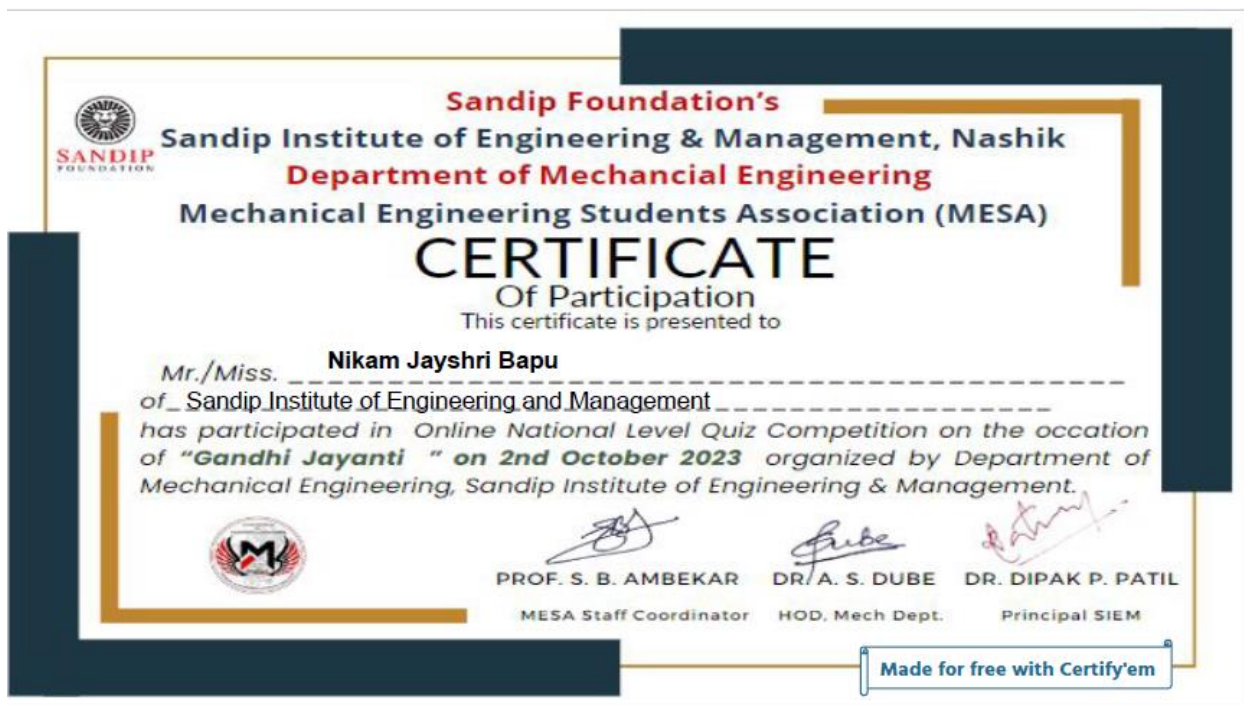 Sandip Foundation's
SANDIP
FOUNDATION
Sandip Institute of Engineering & Management, Nashik
Department of Mechancial Engineering
Mechanical Engineering Students Association (MESA)
CERTIFICATE
Of Participation
This certificate is presented to
Mr./Miss. Nikam Jayshri Bapu
of Sandip Institute of Engineering and Management
has participated in Online National Level Quiz Competition on the occation
of “Gandhi Jayanti ” on 2nd October 2023 organized by Department of
Mechanical Engineering, Sandip Institute of Engineering & Management.
PROF. S. B. AMBEKAR DR. A. S. DUBE DR. DIPAK P. PATIL
MESA Staff Coordinator HOD, Mech Dept. Principal SIEM
Made for free with Certify'em